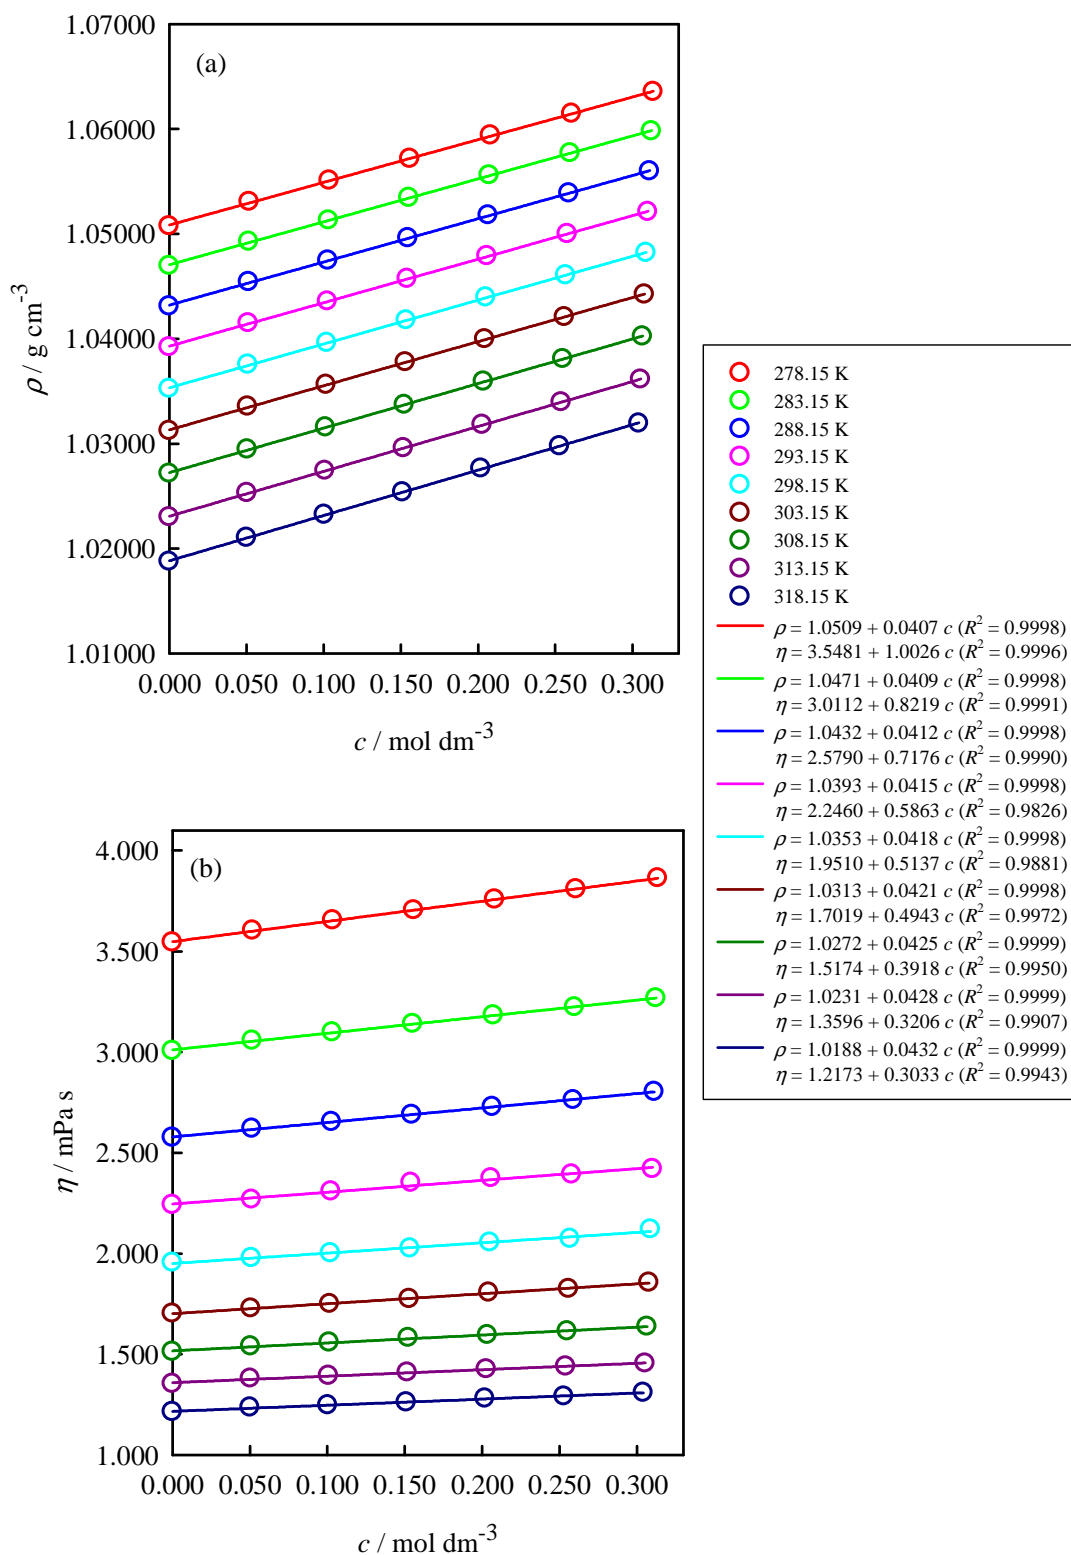 1.07000
(a)
1.06000
1.05000
1.04000
1.03000
1.02000
1.01000
ρ / g cm-3
0.000 0.050 0.100 0.150 0.200 0.250 0.300
c / mol dm-3
278.15 K
283.15 K
288.15 K
293.15 K
298.15 K
303.15 K
308.15 K
313.15 K
318.15 K
ρ = 1.0509 + 0.0407 c (R2 = 0.9998)
η = 3.5481 + 1.0026 c (R2 = 0.9996)
ρ = 1.0471 + 0.0409 c (R2 = 0.9998)
η = 3.0112 + 0.8219 c (R2 = 0.9991)
ρ = 1.0432 + 0.0412 c (R2 = 0.9998)
η = 2.5790 + 0.7176 c (R2 = 0.9990)
ρ = 1.0393 + 0.0415 c (R2 = 0.9998)
η = 2.2460 + 0.5863 c (R2 = 0.9826)
ρ = 1.0353 + 0.0418 c (R2 = 0.9998)
η = 1.9510 + 0.5137 c (R2 = 0.9881)
ρ = 1.0313 + 0.0421 c (R2 = 0.9998)
η = 1.7019 + 0.4943 c (R2 = 0.9972)
ρ = 1.0272 + 0.0425 c (R2 = 0.9999)
η = 1.5174 + 0.3918 c (R2 = 0.9950)
ρ = 1.0231 + 0.0428 c (R2 = 0.9999)
η = 1.3596 + 0.3206 c (R2 = 0.9907)
ρ = 1.0188 + 0.0432 c (R2 = 0.9999)
η = 1.2173 + 0.3033 c (R2 = 0.9943)
4.000
(b)
3.500
3.000
2.500
2.000
1.500
1.000
η / mPa s
0.000 0.050 0.100 0.150 0.200 0.250 0.300
c / mol dm-3